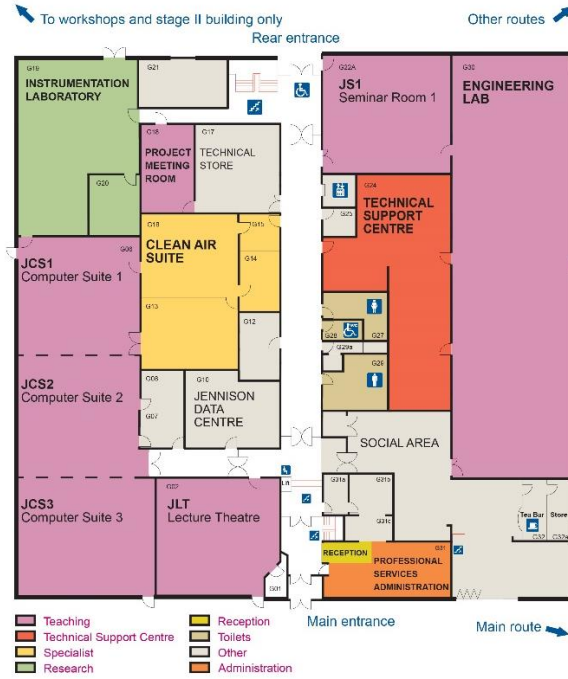 To workshops and stage II building only
Other routes
Rear entrance
G19
INSTRUMENTATION
LABORATORY
G21
G22A
JS1
Seminar Room 1
G30
ENGINEERING
LAB
G18
PROJECT
MEETING
ROOM
G17
TECHNICAL
STORE
G20
G24
TECHNICAL
SUPPORT
CENTRE
G25
CLEAN AIR
SUITE
G15
G14
JCS1
Computer Suite 1
G13
G12
G28
G27
G29a
JCS2
Computer Suite 2
G08
G07
G10
JENNISON
DATA
CENTRE
SOCIAL AREA
G02
JCS3
Computer Suite 3
JLT
Lecture Theatre
Lift
G31a
G31b
G31c
Tea Bar
Store
G01
RECEPTION
G31
PROFESSIONAL
SERVICES
ADMINISTRATION
Teaching
Technical Support Centre
Specialist
Research
Reception
Toilets
Other
Administration
Main entrance
Main route